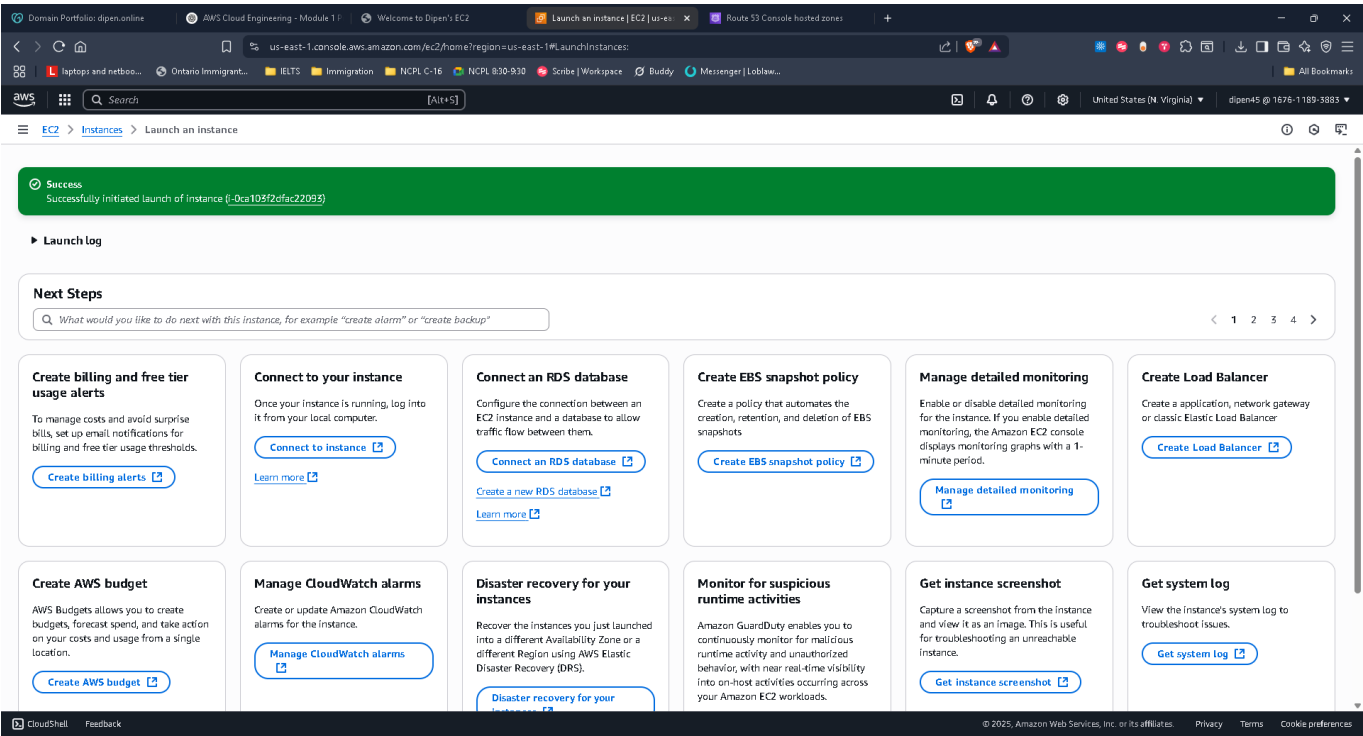 Domain Portfolio: dipen.online
AWS Cloud Engineering - Module 1 P
Welcome to Dipen's EC2
Launch an instance | EC2 | us-ea
Route 53 Console hosted zones
us-east-1.console.aws.amazon.com/ec2/home?region=us-east-1#LaunchInstances:
laptops and netboo...
Ontario Immigrant...
IELTS
Immigration
NCPL C-16
NCPL 8:30-9:30
Scribe | Workspace
Buddy
Messenger | Loblaw...
All Bookmarks
aws
Search
[Alt+S]
United States (N. Virginia)
dipen45 @ 1676-1189-3883
EC2 > Instances > Launch an instance
Success
Successfully initiated launch of instance (i-0ca103f2dfac22093)
Launch log
Next Steps
What would you like to do next with this instance, for example "create alarm" or "create backup"
1 2 3 4
Create billing and free tier
usage alerts
To manage costs and avoid surprise
bills, set up email notifications for
billing and free tier usage thresholds.
Create billing alerts
Connect to your instance
Once your instance is running, log into
it from your local computer.
Connect to instance
Learn more
Connect an RDS database
Configure the connection between an
EC2 instance and a database to allow
traffic flow between them.
Connect an RDS database
Create a new RDS database
Learn more
Create EBS snapshot policy
Create a policy that automates the
creation, retention, and deletion of EBS
snapshots
Create EBS snapshot policy
Manage detailed monitoring
Enable or disable detailed monitoring
for the instance. If you enable detailed
monitoring, the Amazon EC2 console
displays monitoring graphs with a 1-
minute period.
Manage detailed monitoring
Create Load Balancer
Create a application, network gateway
or classic Elastic Load Balancer
Create Load Balancer
Create AWS budget
AWS Budgets allows you to create
budgets, forecast spend, and take action
on your costs and usage from a single
location.
Create AWS budget
Manage CloudWatch alarms
Create or update Amazon CloudWatch
alarms for the instance.
Manage CloudWatch alarms
Disaster recovery for your
instances
Recover the instances you just launched
into a different Availability Zone or a
different Region using AWS Elastic
Disaster Recovery (DRS).
Disaster recovery for your
instances
Monitor for suspicious
runtime activities
Amazon GuardDuty enables you to
continuously monitor for malicious
runtime activity and unauthorized
behavior, with near real-time visibility
into on-host activities occurring across
your Amazon EC2 workloads.
Get instance screenshot
Capture a screenshot from the instance
and view it as an image. This is useful
for troubleshooting an unreachable
instance.
Get instance screenshot
Get system log
View the instance's system log to
troubleshoot issues.
Get system log
CloudShell
Feedback
© 2025, Amazon Web Services, Inc. or its affiliates.
Privacy
Terms
Cookie preferences